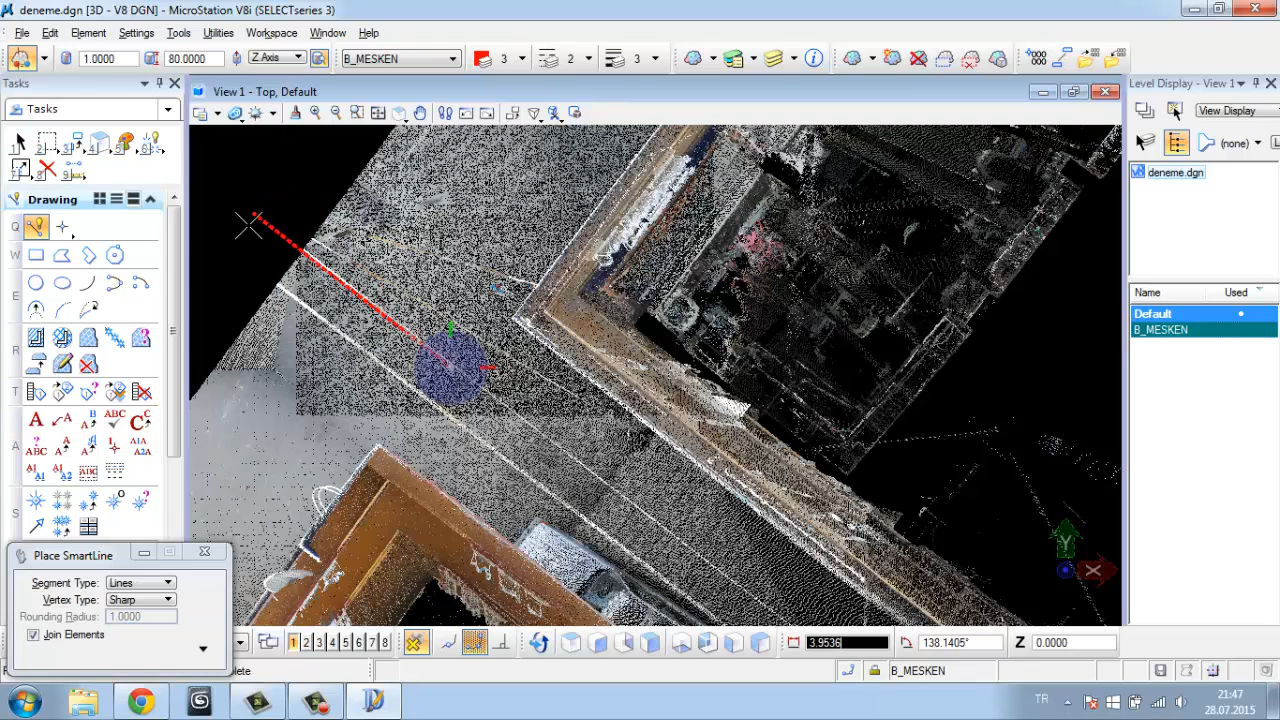 deneme.dgn [3D - V8 DGN] - MicroStation V8i (SELECTseries 3)
File Edit Element Settings Tools Utilities Workspace Window Help
1.0000 80.0000 Z Axis B_MESKEN 3 2 3
Tasks
Tasks
Drawing
Q
W
E
R
T
A
S
View 1 - Top, Default
Level Display - View 1
View Display
(none)
deneme.dgn
Name Used
Default
B_MESKEN
Y
X
Place SmartLine
Segment Type: Lines
Vertex Type: Sharp
Rounding Radius: 1.0000
Join Elements
1 2 3 4 5 6 7 8
3.9536 138.1405° Z 0.0000
B_MESKEN
TR
21:47
28.07.2015